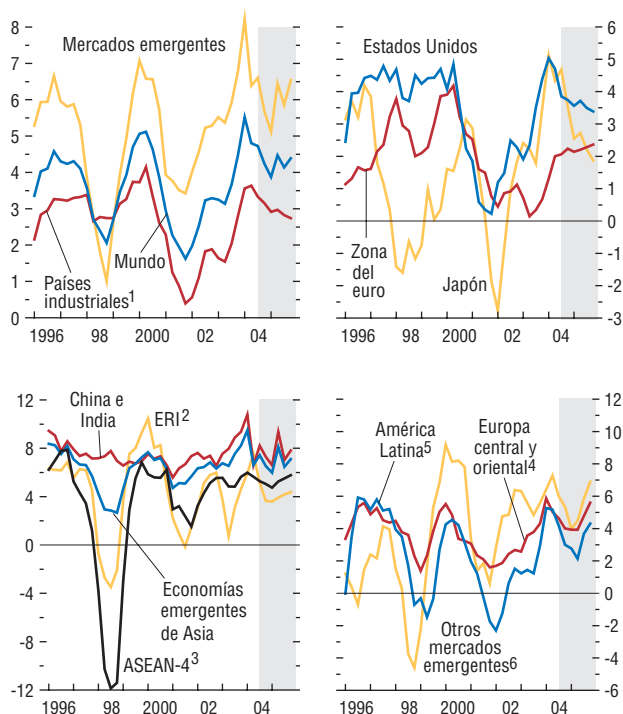 8
7
6
5
4
3
2
1
0
Mercados emergentes
Mundo
Países
industriales1
1996 98 2000 02 04
6
5
4
3
2
1
0
-1
-2
-3
Estados Unidos
Zona
del
euro
Japón
1996 98 2000 02 04
12
8
4
0
-4
-8
-12
China e
India
ERI2
Economías
emergentes
de Asia
ASEAN-43
1996 98 2000 02 04
12
10
8
6
4
2
0
-2
-4
-6
América
Latina5
Europa
central y
oriental4
Otros
mercados
emergentes6
1996 98 2000 02 04